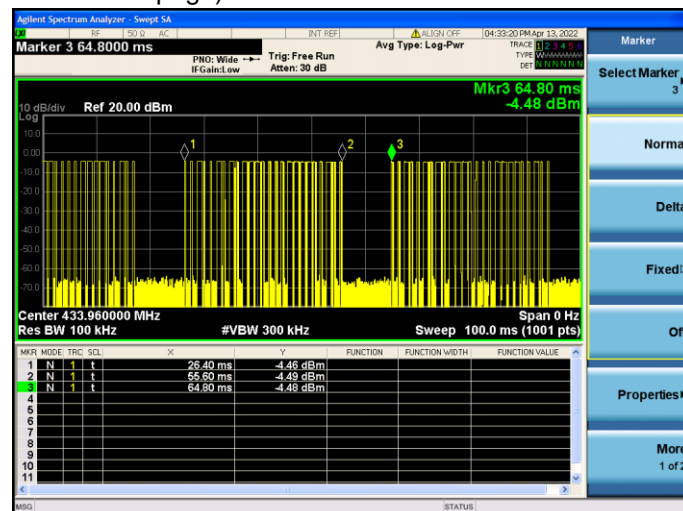 Agilent Spectrum Analyzer - Swept SA
RF 50 Ω AC INT REF ALIGN OFF 04:33:20 PM Apr 13, 2022
Marker 3 64.8000 ms
PNO: Wide Trig: Free Run Avg Type: Log-Pwr TRACE 1 2 3 4 5 6
IFGain:Low Atten: 30 dB TYPE WWWWWW
DET N N N N N N
Mkr3 64.80 ms
10 dB/div Ref 20.00 dBm -4.48 dBm
Log
10.0
0.00
-10.0
-20.0
-30.0
-40.0
-50.0
-60.0
-70.0
1 2 3
Center 433.960000 MHz Span 0 Hz
Res BW 100 kHz #VBW 300 kHz Sweep 100.0 ms (1001 pts)
MKR MODE TRC SCL X Y FUNCTION FUNCTION WIDTH FUNCTION VALUE
1 N 1 t 26.40 ms -4.46 dBm
2 N 1 t 55.60 ms -4.49 dBm
3 N 1 t 64.80 ms -4.48 dBm
4
5
6
7
8
9
10
11
MSG STATUS
Marker
Select Marker
3
Norma
Delta
Fixed
Of
Properties
More
1 of 2